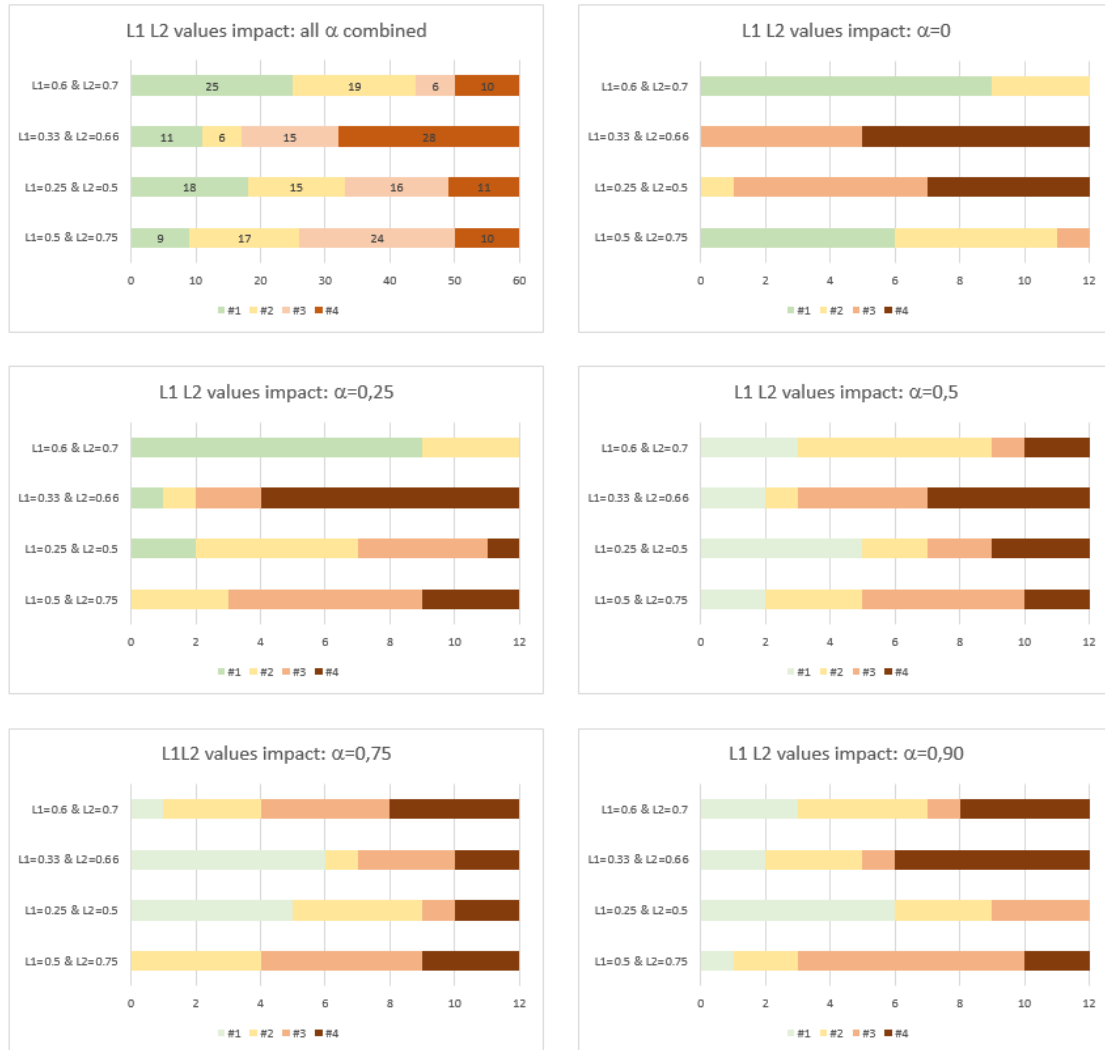 L1 L2 values impact: all α combined
L1=0.6 & L2=0.7
25 19 6 10
L1=0.33 & L2=0.66
11 6 15 28
L1=0.25 & L2=0.5
18 15 16 11
L1=0.5 & L2=0.75
9 17 24 10
0 10 20 30 40 50 60
#1 #2 #3 #4
L1 L2 values impact: α=0
L1=0.6 & L2=0.7
L1=0.33 & L2=0.66
L1=0.25 & L2=0.5
L1=0.5 & L2=0.75
0 2 4 6 8 10 12
#1 #2 #3 #4
L1 L2 values impact: α=0,25
L1=0.6 & L2=0.7
L1=0.33 & L2=0.66
L1=0.25 & L2=0.5
L1=0.5 & L2=0.75
0 2 4 6 8 10 12
#1 #2 #3 #4
L1 L2 values impact: α=0,5
L1=0.6 & L2=0.7
L1=0.33 & L2=0.66
L1=0.25 & L2=0.5
L1=0.5 & L2=0.75
0 2 4 6 8 10 12
#1 #2 #3 #4
L1L2 values impact: α=0,75
L1=0.6 & L2=0.7
L1=0.33 & L2=0.66
L1=0.25 & L2=0.5
L1=0.5 & L2=0.75
0 2 4 6 8 10 12
#1 #2 #3 #4
L1 L2 values impact: α=0,90
L1=0.6 & L2=0.7
L1=0.33 & L2=0.66
L1=0.25 & L2=0.5
L1=0.5 & L2=0.75
0 2 4 6 8 10 12
#1 #2 #3 #4